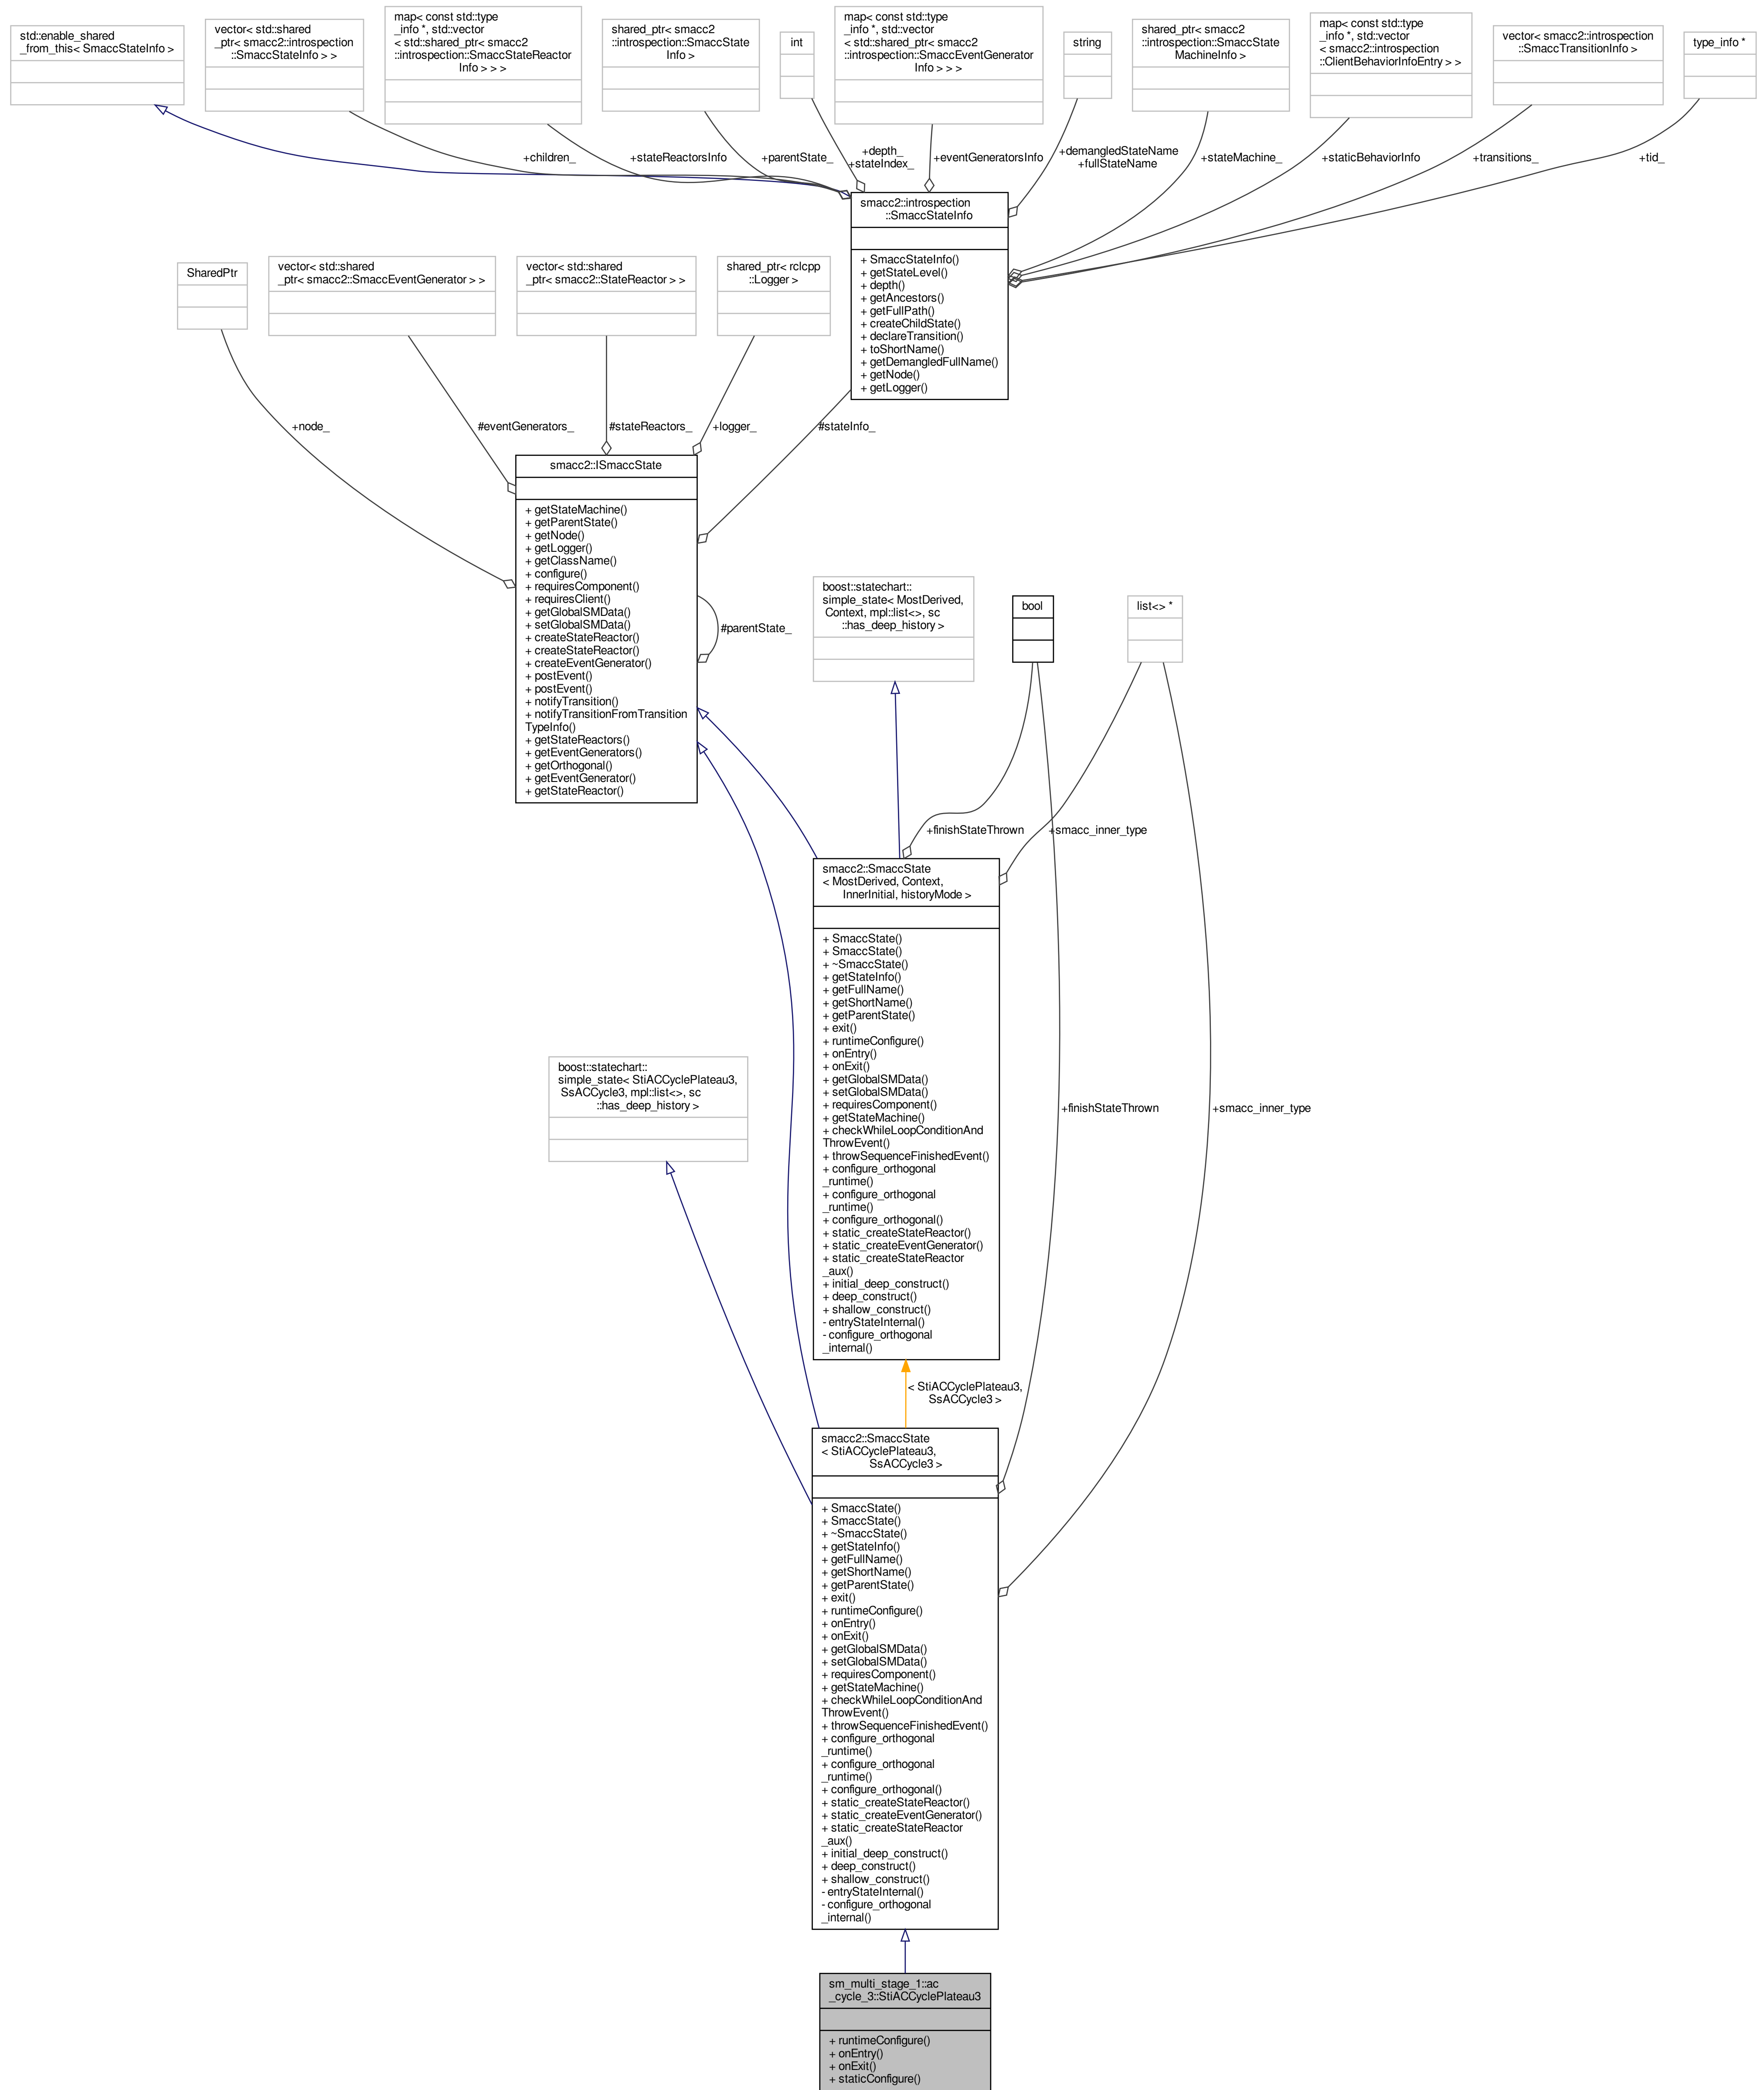 std::enable_shared
_from_this< SmaccStateInfo >
vector< std::shared
_ptr< smacc2::introspection
::SmaccStateInfo > >
map< const std::type
_info *, std::vector
< std::shared_ptr< smacc2
::introspection::SmaccStateReactor
Info > > >
shared_ptr< smacc2
::introspection::SmaccState
Info >
int
map< const std::type
_info *, std::vector
< std::shared_ptr< smacc2
::introspection::SmaccEventGenerator
Info > > >
string
shared_ptr< smacc2
::introspection::SmaccState
MachineInfo >
map< const std::type
_info *, std::vector
< smacc2::introspection
::ClientBehaviorInfoEntry > >
vector< smacc2::introspection
::SmaccTransitionInfo >
type_info *
+children_
+stateReactorsInfo
+parentState_
+depth_
+stateIndex_
+eventGeneratorsInfo
+demangledStateName
+fullStateName
+stateMachine_
+staticBehaviorInfo
+transitions_
+tid_
smacc2::introspection
::SmaccStateInfo
+ SmaccStateInfo()
+ getStateLevel()
+ depth()
+ getAncestors()
+ getFullPath()
+ createChildState()
+ declareTransition()
+ toShortName()
+ getDemangledFullName()
+ getNode()
+ getLogger()
SharedPtr
vector< std::shared
_ptr< smacc2::SmaccEventGenerator > >
vector< std::shared
_ptr< smacc2::StateReactor > >
shared_ptr< rclcpp
::Logger >
+node_
#eventGenerators_
#stateReactors_
+logger_
#stateInfo_
smacc2::ISmaccState
+ getStateMachine()
+ getParentState()
+ getNode()
+ getLogger()
+ getClassName()
+ configure()
+ requiresComponent()
+ requiresClient()
+ getGlobalSMData()
+ setGlobalSMData()
+ createStateReactor()
+ createStateReactor()
+ createEventGenerator()
+ postEvent()
+ postEvent()
+ notifyTransition()
+ notifyTransitionFromTransition
TypeInfo()
+ getStateReactors()
+ getEventGenerators()
+ getOrthogonal()
+ getEventGenerator()
+ getStateReactor()
#parentState_
boost::statechart::
simple_state< MostDerived,
Context, mpl::list<>, sc
::has_deep_history >
bool
list<> *
+finishStateThrown
+smacc_inner_type
smacc2::SmaccState
< MostDerived, Context,
InnerInitial, historyMode >
+ SmaccState()
+ SmaccState()
+ ~SmaccState()
+ getStateInfo()
+ getFullName()
+ getShortName()
+ getParentState()
+ exit()
+ runtimeConfigure()
+ onEntry()
+ onExit()
+ getGlobalSMData()
+ setGlobalSMData()
+ requiresComponent()
+ getStateMachine()
+ checkWhileLoopConditionAnd
ThrowEvent()
+ throwSequenceFinishedEvent()
+ configure_orthogonal
_runtime()
+ configure_orthogonal
_runtime()
+ configure_orthogonal()
+ static_createStateReactor()
+ static_createEventGenerator()
+ static_createStateReactor
_aux()
+ initial_deep_construct()
+ deep_construct()
+ shallow_construct()
- entryStateInternal()
- configure_orthogonal
_internal()
boost::statechart::
simple_state< StiACCyclePlateau3,
SsACCycle3, mpl::list<>, sc
::has_deep_history >
+finishStateThrown
+smacc_inner_type
< StiACCyclePlateau3,
SsACCycle3 >
smacc2::SmaccState
< StiACCyclePlateau3,
SsACCycle3 >
+ SmaccState()
+ SmaccState()
+ ~SmaccState()
+ getStateInfo()
+ getFullName()
+ getShortName()
+ getParentState()
+ exit()
+ runtimeConfigure()
+ onEntry()
+ onExit()
+ getGlobalSMData()
+ setGlobalSMData()
+ requiresComponent()
+ getStateMachine()
+ checkWhileLoopConditionAnd
ThrowEvent()
+ throwSequenceFinishedEvent()
+ configure_orthogonal
_runtime()
+ configure_orthogonal
_runtime()
+ configure_orthogonal()
+ static_createStateReactor()
+ static_createEventGenerator()
+ static_createStateReactor
_aux()
+ initial_deep_construct()
+ deep_construct()
+ shallow_construct()
- entryStateInternal()
- configure_orthogonal
_internal()
sm_multi_stage_1::ac
_cycle_3::StiACCyclePlateau3
+ runtimeConfigure()
+ onEntry()
+ onExit()
+ staticConfigure()